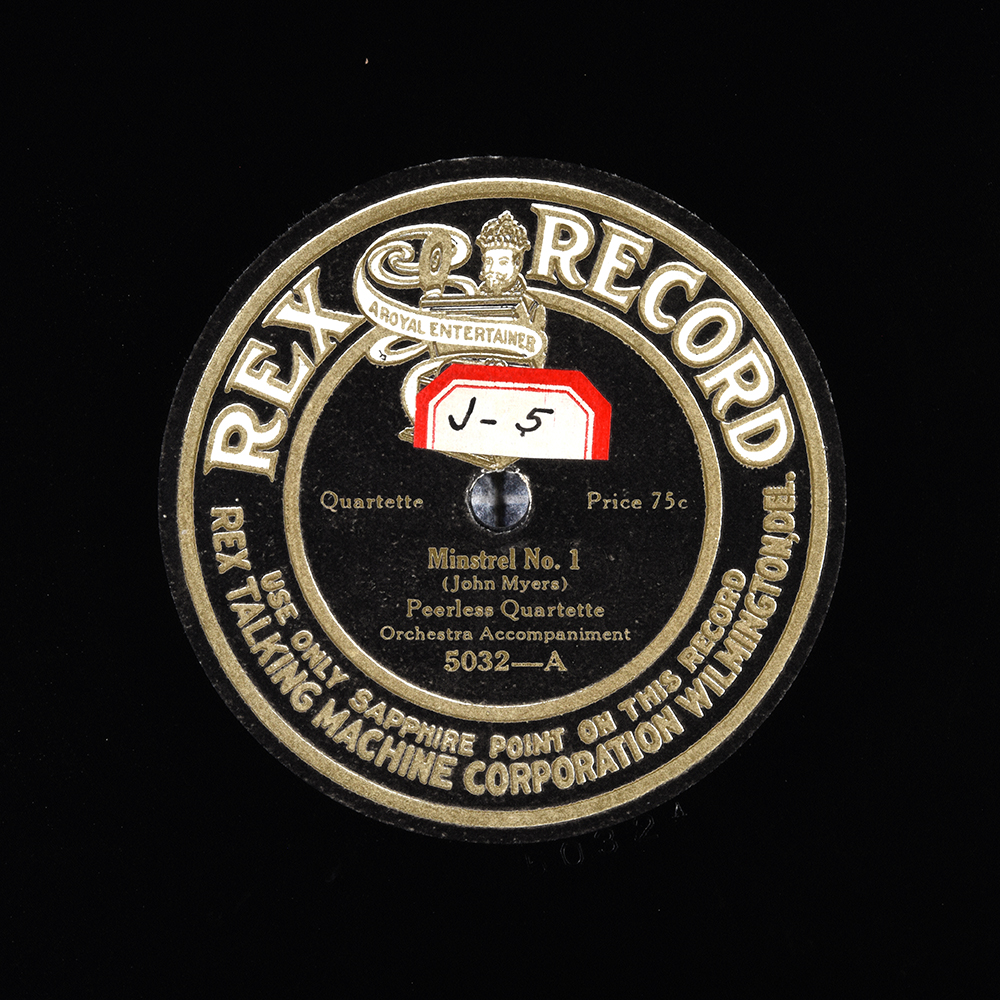 REX RECORD
A ROYAL ENTERTAINER
J-5
Quartette
Price 75c
Minstrel No. 1
(John Myers)
Peerless Quartette
Orchestra Accompaniment
5032—A
USE ONLY SAPPHIRE POINT ON THIS RECORD
REX TALKING MACHINE CORPORATION WILMINGTON, DEL.